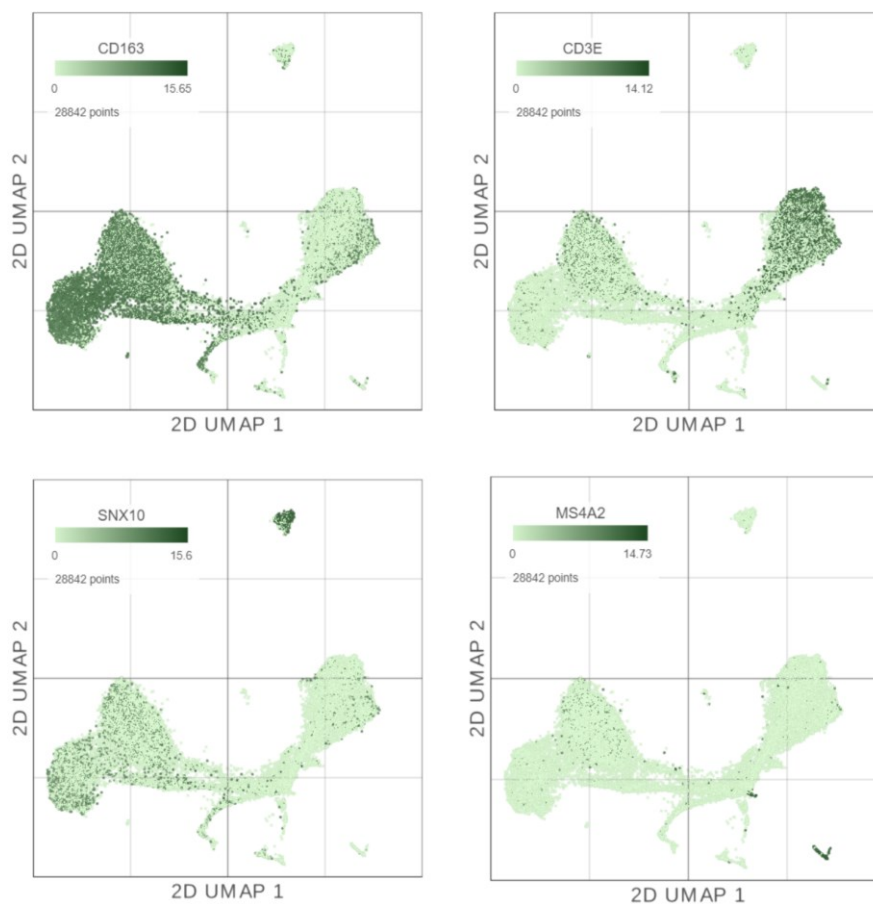 CD163
0 15.65
28842 points
2D UMAP 2
2D UMAP 1
CD3E
0 14.12
28842 points
2D UMAP 2
2D UMAP 1
SNX10
0 15.6
28842 points
2D UMAP 2
2D UMAP 1
MS4A2
0 14.73
28842 points
2D UMAP 2
2D UMAP 1